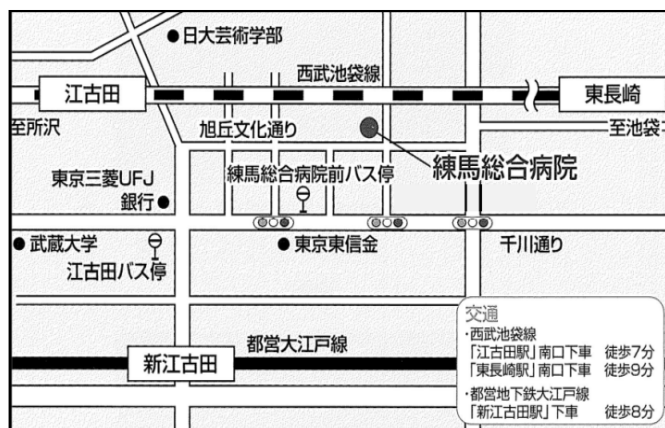 日大芸術学部
西武池袋線
江古田
東長崎
至所沢
旭丘文化通り
至池袋
練馬総合病院
東京三菱UFJ
銀行
練馬総合病院前バス停
武蔵大学
江古田バス停
東京東信金
千川通り
都営大江戸線
新江古田
交通
・西武池袋線
「江古田駅」南口下車 徒歩7分
「東長崎駅」南口下車 徒歩9分
・都営地下鉄大江戸線
「新江古田駅」下車 徒歩8分